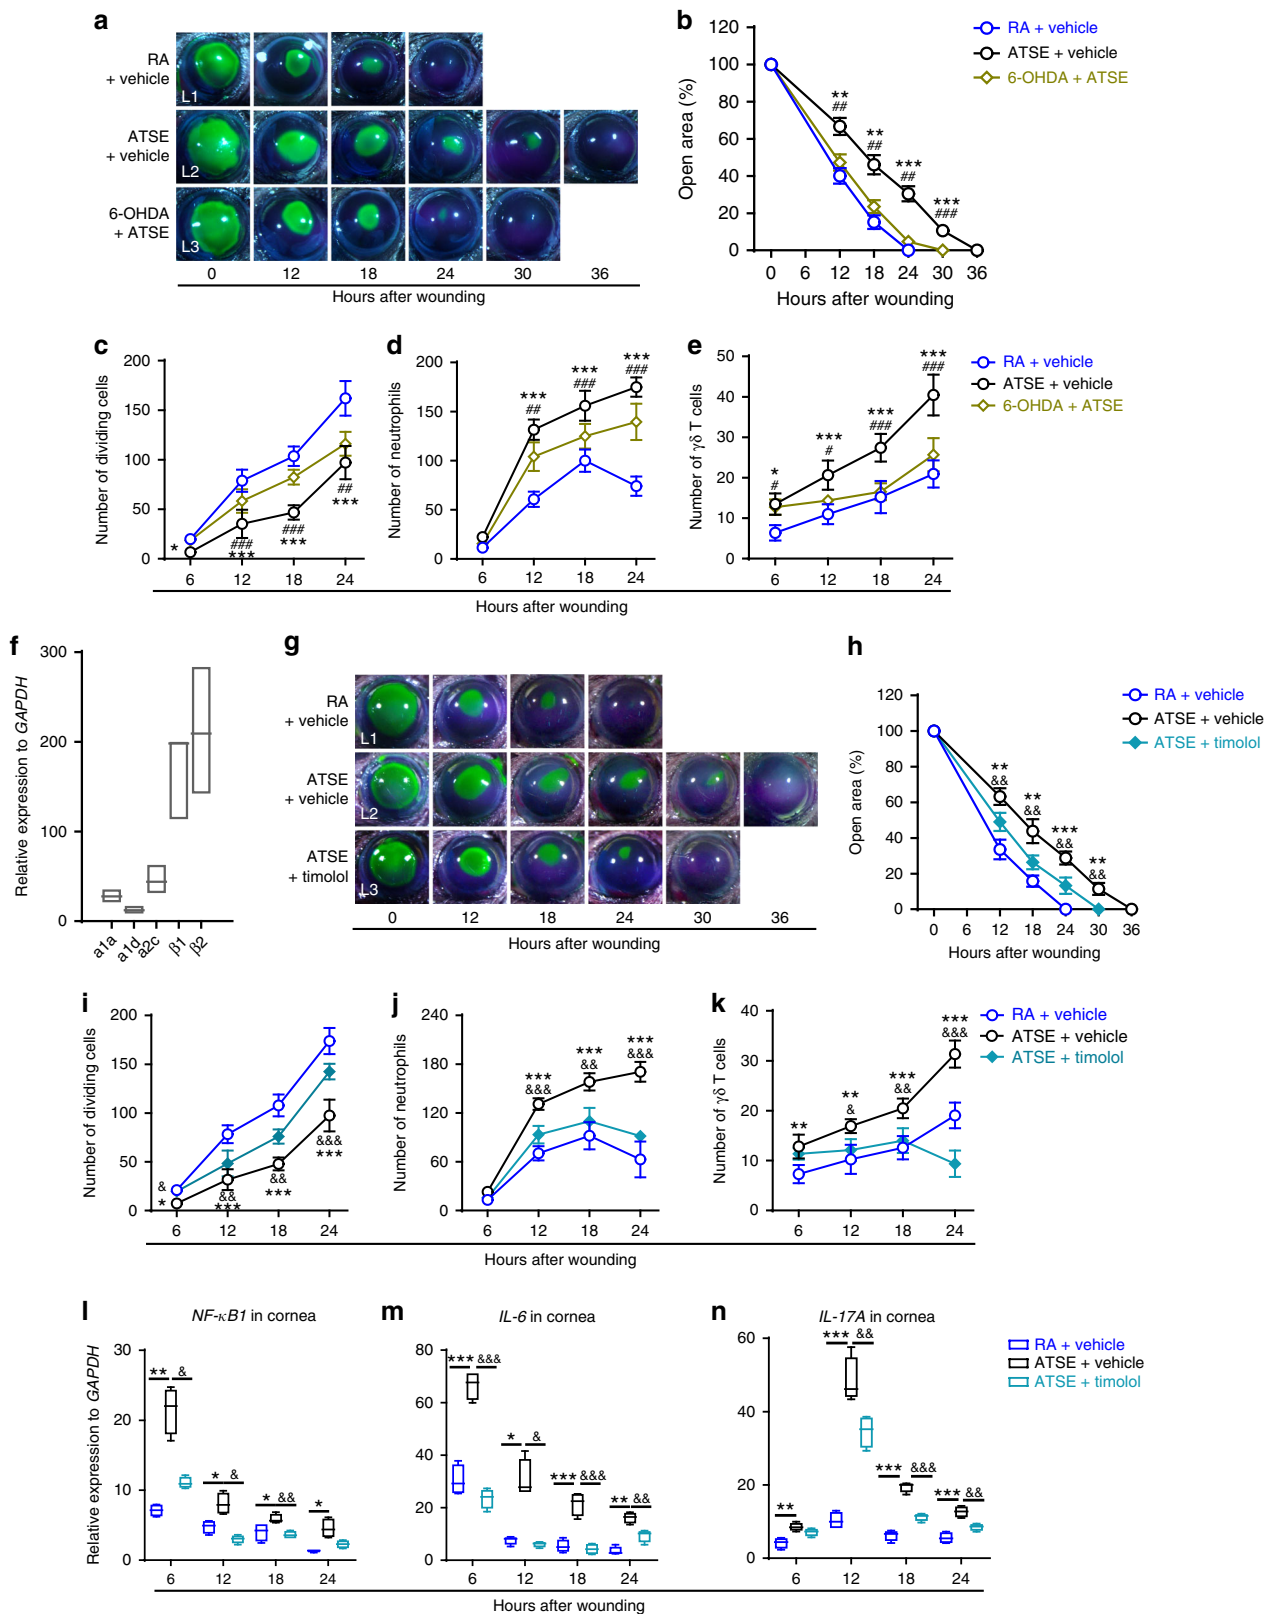 a
RA
+ vehicle
L1
ATSE
+ vehicle
L2
6-OHDA
+ ATSE
L3
0 12 18 24 30 36
Hours after wounding
b
Open area (%)
120
100
80
60
40
20
0
** ** *** ***
## ## ## ###
0 6 12 18 24 30 36
Hours after wounding
RA + vehicle
ATSE + vehicle
6-OHDA + ATSE
c
Number of dividing cells
200
150
100
50
0
* ### ### ##
*** *** ***
6 12 18 24
d
Number of neutrophils
200
150
100
50
0
*** *** ***
## ### ###
6 12 18 24
e
Number of γδ T cells
50
40
30
20
10
0
* *** *** ***
# # ### ###
6 12 18 24
RA + vehicle
ATSE + vehicle
6-OHDA + ATSE
Hours after wounding
f
Relative expression to GAPDH
300
200
100
0
a1a a1d a2c β1 β2
g
RA
+ vehicle
L1
ATSE
+ vehicle
L2
ATSE
+ timolol
L3
0 12 18 24 30 36
Hours after wounding
h
Open area (%)
120
100
80
60
40
20
0
** ** *** **
&& && && &&
0 6 12 18 24 30 36
Hours after wounding
RA + vehicle
ATSE + vehicle
ATSE + timolol
i
Number of dividing cells
200
150
100
50
0
& && && &&&
* *** *** ***
6 12 18 24
j
Number of neutrophils
240
180
120
60
0
*** *** ***
&&& && &&&
6 12 18 24
k
Number of γδ T cells
40
30
20
10
0
** ** *** ***
& && &&&
6 12 18 24
RA + vehicle
ATSE + vehicle
ATSE + timolol
Hours after wounding
l
NF-κB1 in cornea
Relative expression to GAPDH
30
20
10
0
** & * & * && *
6 12 18 24
m
IL-6 in cornea
80
60
40
20
0
*** &&& * & *** &&& ** &&
6 12 18 24
n
IL-17A in cornea
60
40
20
0
** *** && *** &&& *** &&
6 12 18 24
RA + vehicle
ATSE + vehicle
ATSE + timolol
Hours after wounding